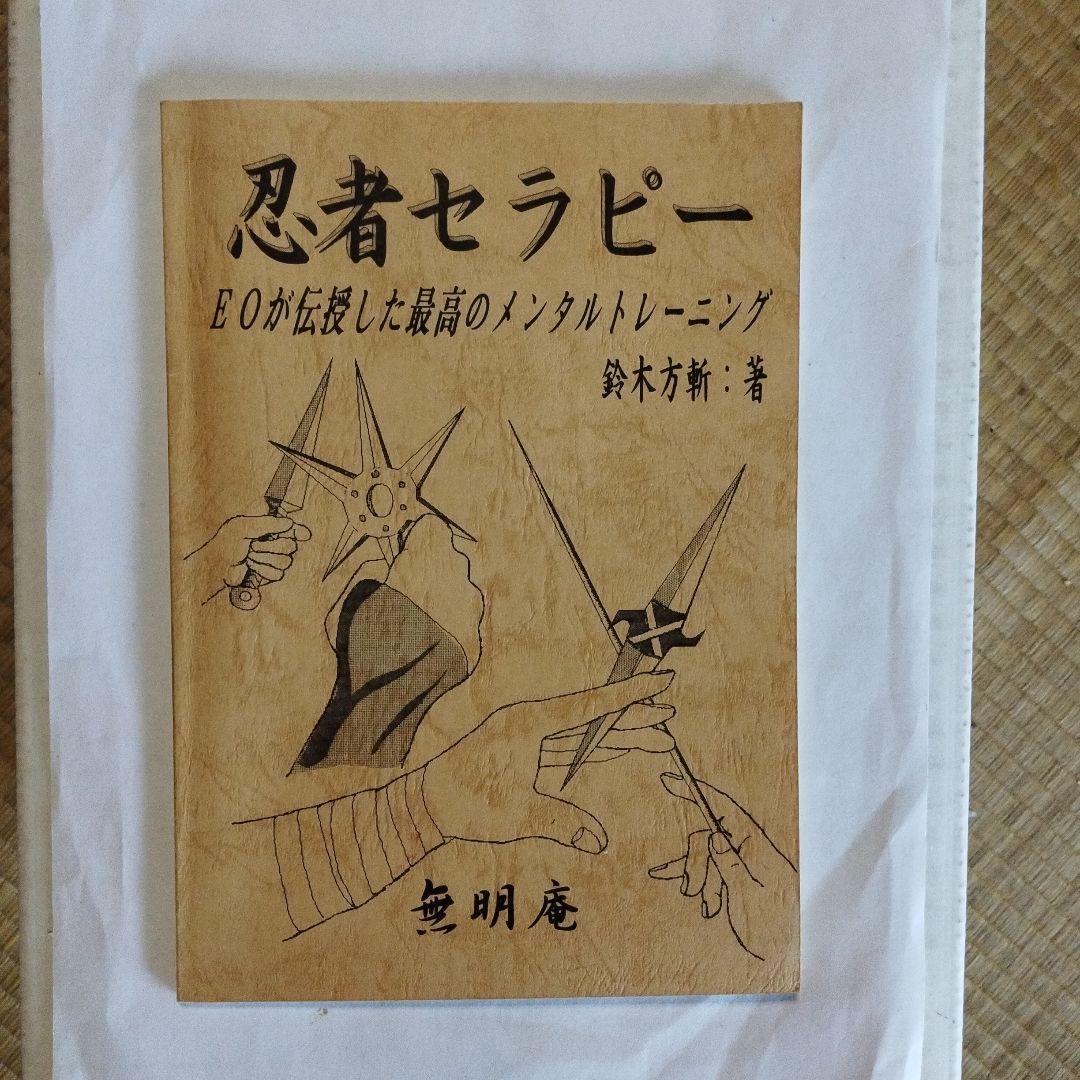 忍者セラピー
EOが伝授した最高のメンタルトレーニング
鈴木方斬:著
無明庵